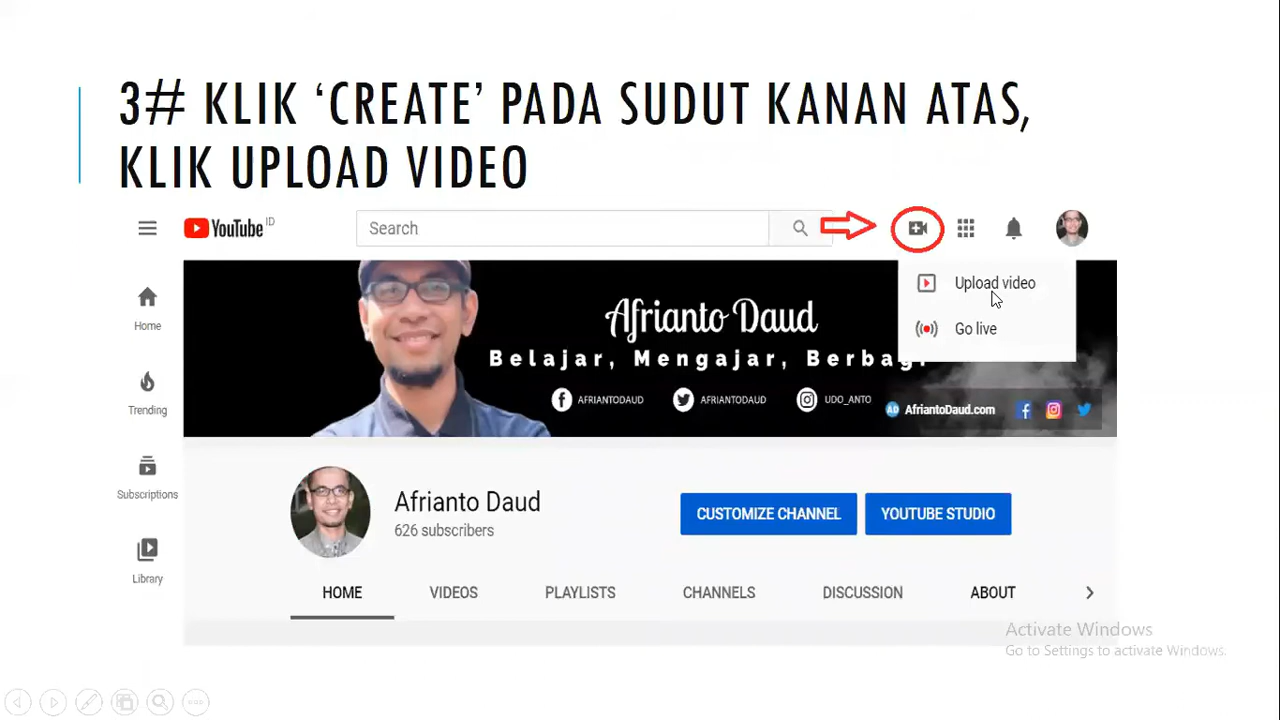 3# KLIK ‘CREATE’ PADA SUDUT KANAN ATAS,
KLIK UPLOAD VIDEO
YouTube ID
Search
Upload video
Go live
Home
Trending
Subscriptions
Library
Afrianto Daud
Belajar, Mengajar, Berbagi
AFRIANTODAUD AFRIANTODAUD UDO_ANTO
AD AfriantoDaud.com
Afrianto Daud
626 subscribers
CUSTOMIZE CHANNEL YOUTUBE STUDIO
HOME VIDEOS PLAYLISTS CHANNELS DISCUSSION ABOUT
Activate Windows
Go to Settings to activate Windows.